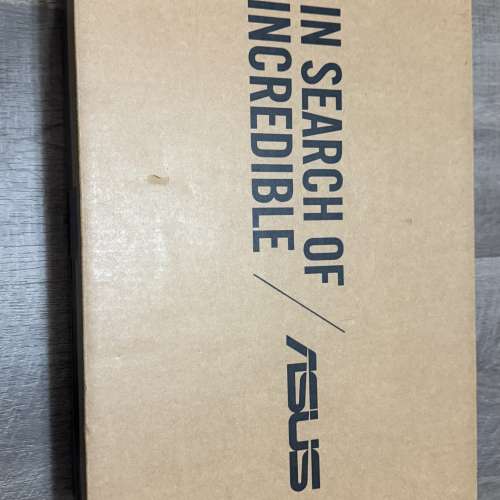 IN SEARCH OF
INCREDIBLE / ASUS